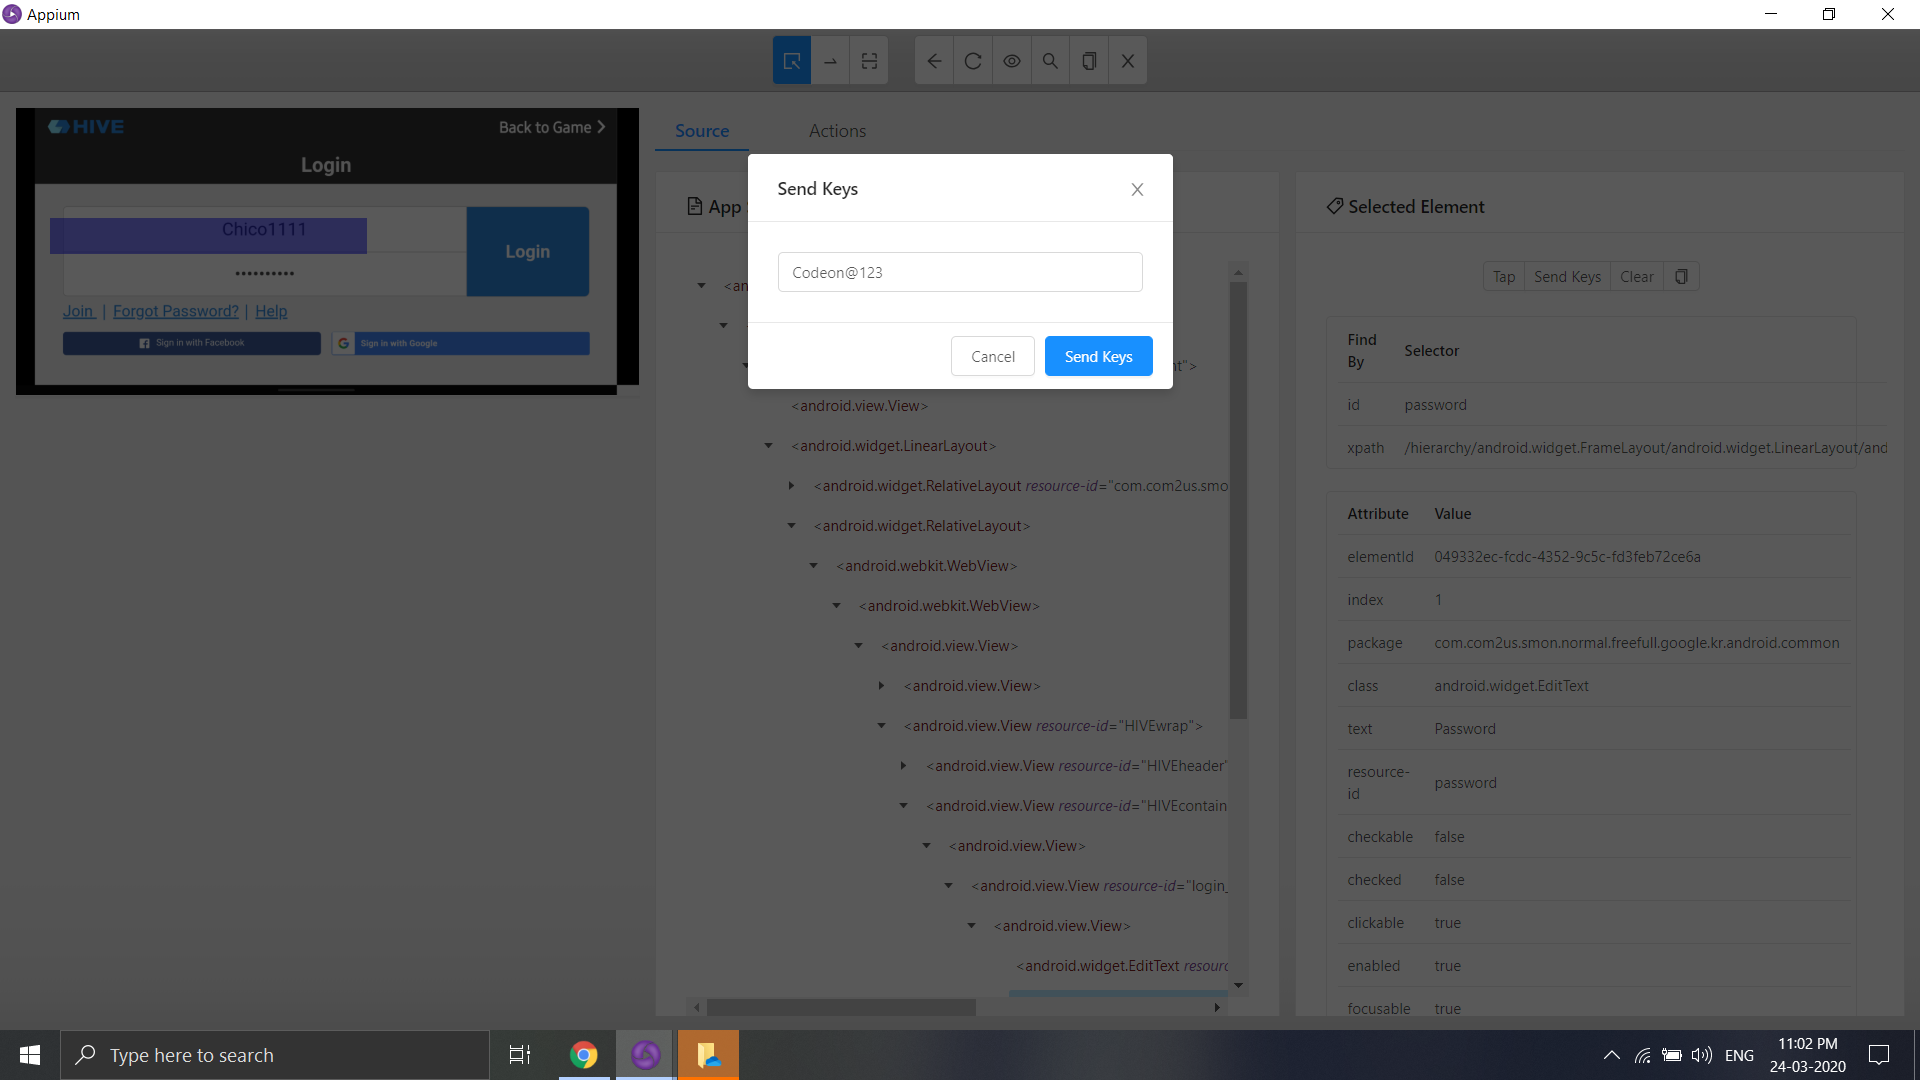 Appium
HIVE
Back to Game
Login
Chico1111
••••••••••
Login
Join | Forgot Password? | Help
Sign in with Facebook
Sign in with Google
Source
Actions
App
Send Keys
Codeon@123
Cancel
Send Keys
<an
nt">
<android.view.View>
<android.widget.LinearLayout>
<android.widget.RelativeLayout resource-id="com.com2us.smo
<android.widget.RelativeLayout>
<android.webkit.WebView>
<android.webkit.WebView>
<android.view.View>
<android.view.View>
<android.view.View resource-id="HIVEwrap">
<android.view.View resource-id="HIVEheader"
<android.view.View resource-id="HIVEcontain
<android.view.View>
<android.view.View resource-id="login_
<android.view.View>
<android.widget.EditText resourc
Selected Element
Tap
Send Keys
Clear
Find By Selector
id password
xpath /hierarchy/android.widget.FrameLayout/android.widget.LinearLayout/and
Attribute Value
elementId 049332ec-fcdc-4352-9c5c-fd3feb72ce6a
index 1
package com.com2us.smon.normal.freefull.google.kr.android.common
class android.widget.EditText
text Password
resource-id password
checkable false
checked false
clickable true
enabled true
focusable true
Type here to search
ENG
11:02 PM
24-03-2020